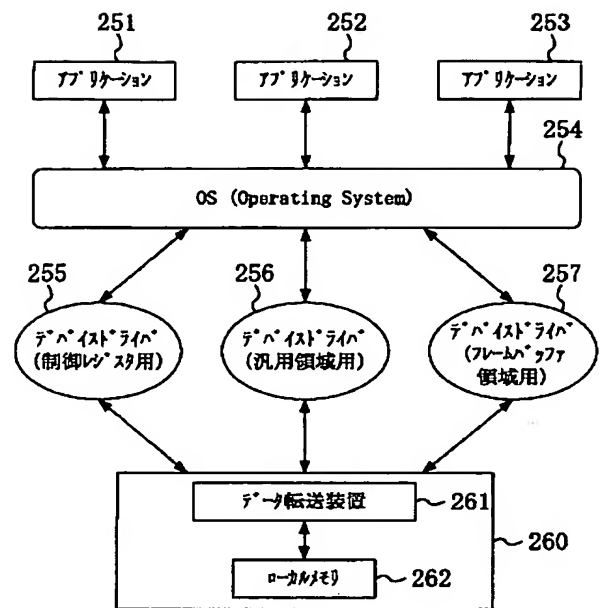 251
252
253
アプリケーション
アプリケーション
アプリケーション
254
OS (Operating System)
255
256
257
デバイスドライバ
(制御レジスタ用)
デバイスドライバ
(汎用領域用)
デバイスドライバ
(フレームバッファ
領域用)
データ転送装置
261
260
ローカルメモリ
262